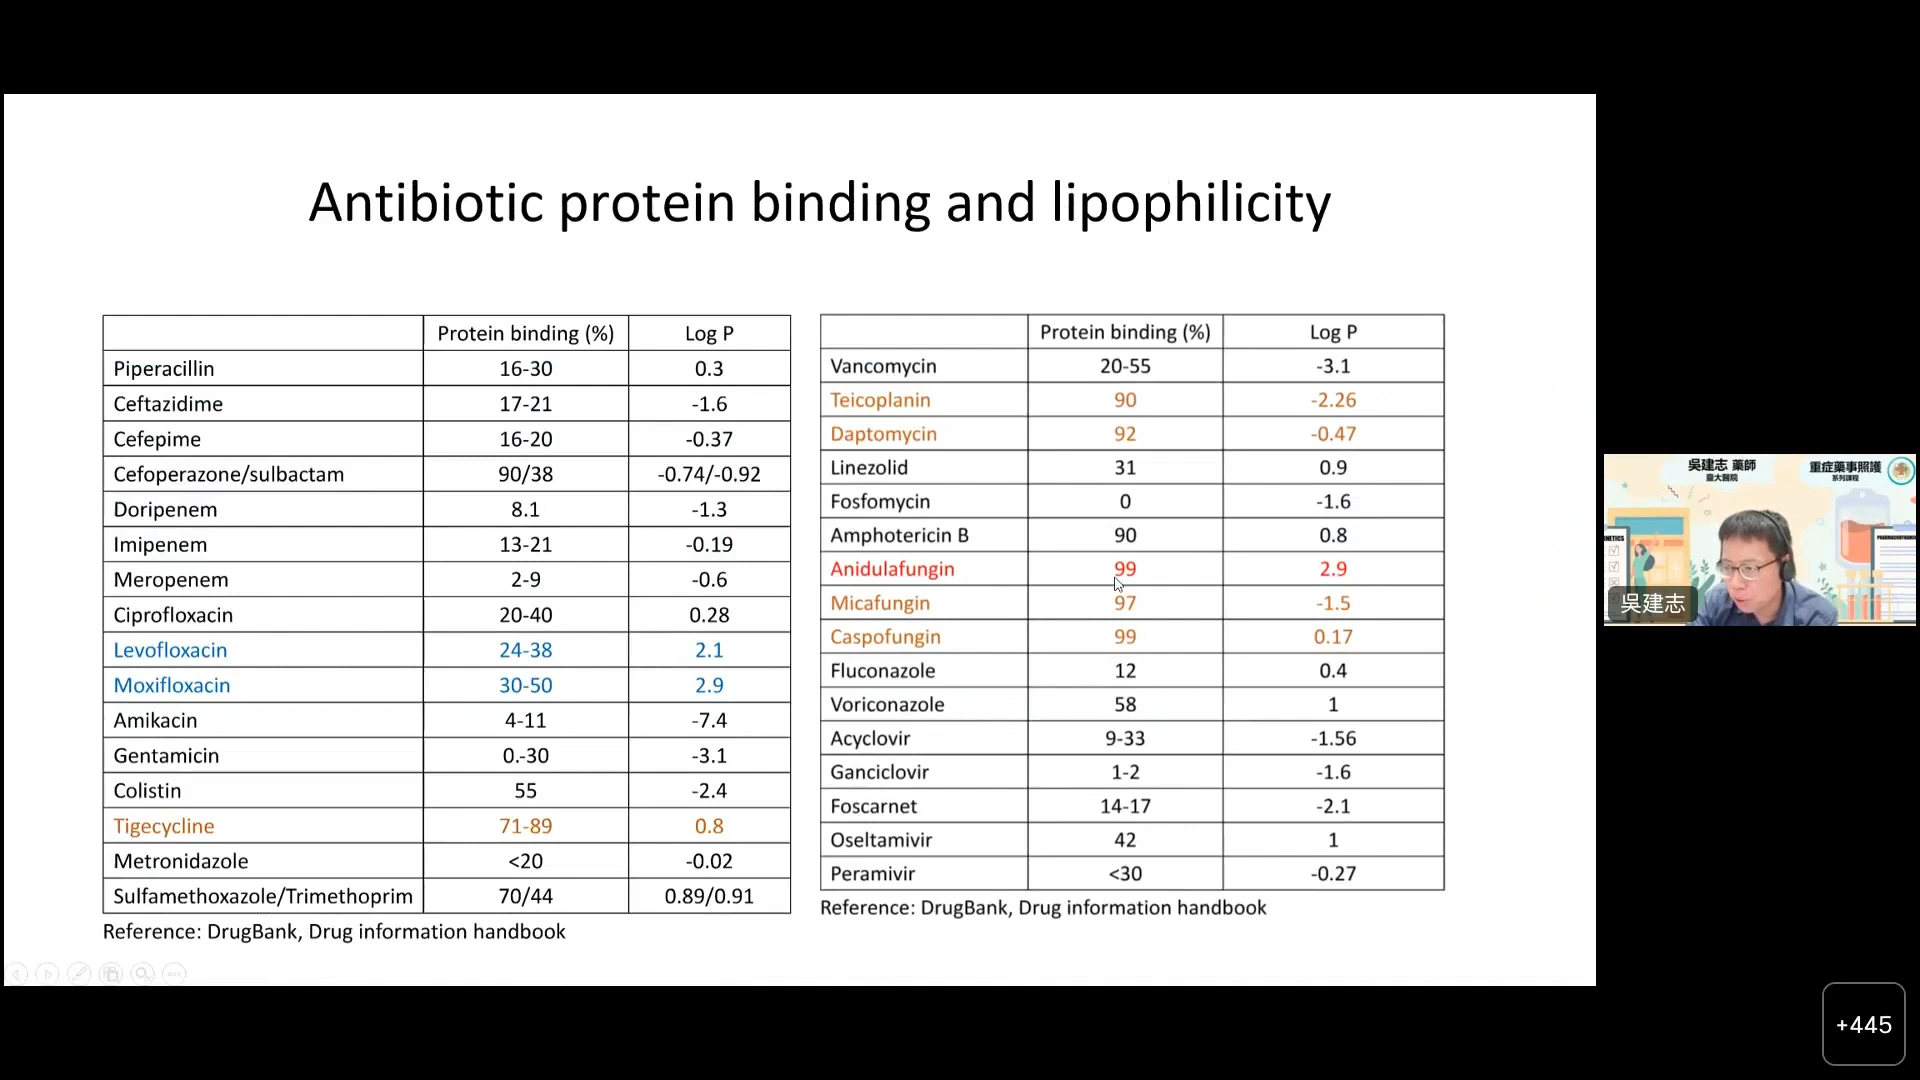 Antibiotic protein binding and lipophilicity
Protein binding (%) Log P
Piperacillin 16-30 0.3
Ceftazidime 17-21 -1.6
Cefepime 16-20 -0.37
Cefoperazone/sulbactam 90/38 -0.74/-0.92
Doripenem 8.1 -1.3
Imipenem 13-21 -0.19
Meropenem 2-9 -0.6
Ciprofloxacin 20-40 0.28
Levofloxacin 24-38 2.1
Moxifloxacin 30-50 2.9
Amikacin 4-11 -7.4
Gentamicin 0.-30 -3.1
Colistin 55 -2.4
Tigecycline 71-89 0.8
Metronidazole <20 -0.02
Sulfamethoxazole/Trimethoprim 70/44 0.89/0.91
Reference: DrugBank, Drug information handbook
Protein binding (%) Log P
Vancomycin 20-55 -3.1
Teicoplanin 90 -2.26
Daptomycin 92 -0.47
Linezolid 31 0.9
Fosfomycin 0 -1.6
Amphotericin B 90 0.8
Anidulafungin 99 2.9
Micafungin 97 -1.5
Caspofungin 99 0.17
Fluconazole 12 0.4
Voriconazole 58 1
Acyclovir 9-33 -1.56
Ganciclovir 1-2 -1.6
Foscarnet 14-17 -2.1
Oseltamivir 42 1
Peramivir <30 -0.27
Reference: DrugBank, Drug information handbook
吳建志 藥師
臺大醫院
重症藥事照護
系列課程
吳建志
+445